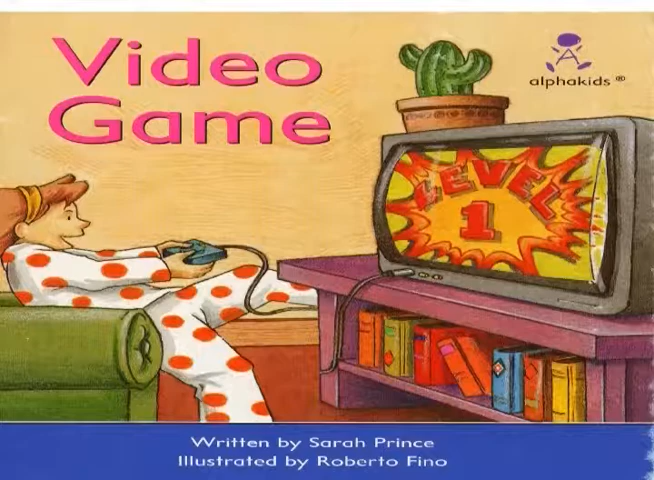 Video
Game
alphakids®
LEVEL
1
Written by Sarah Prince
Illustrated by Roberto Fino